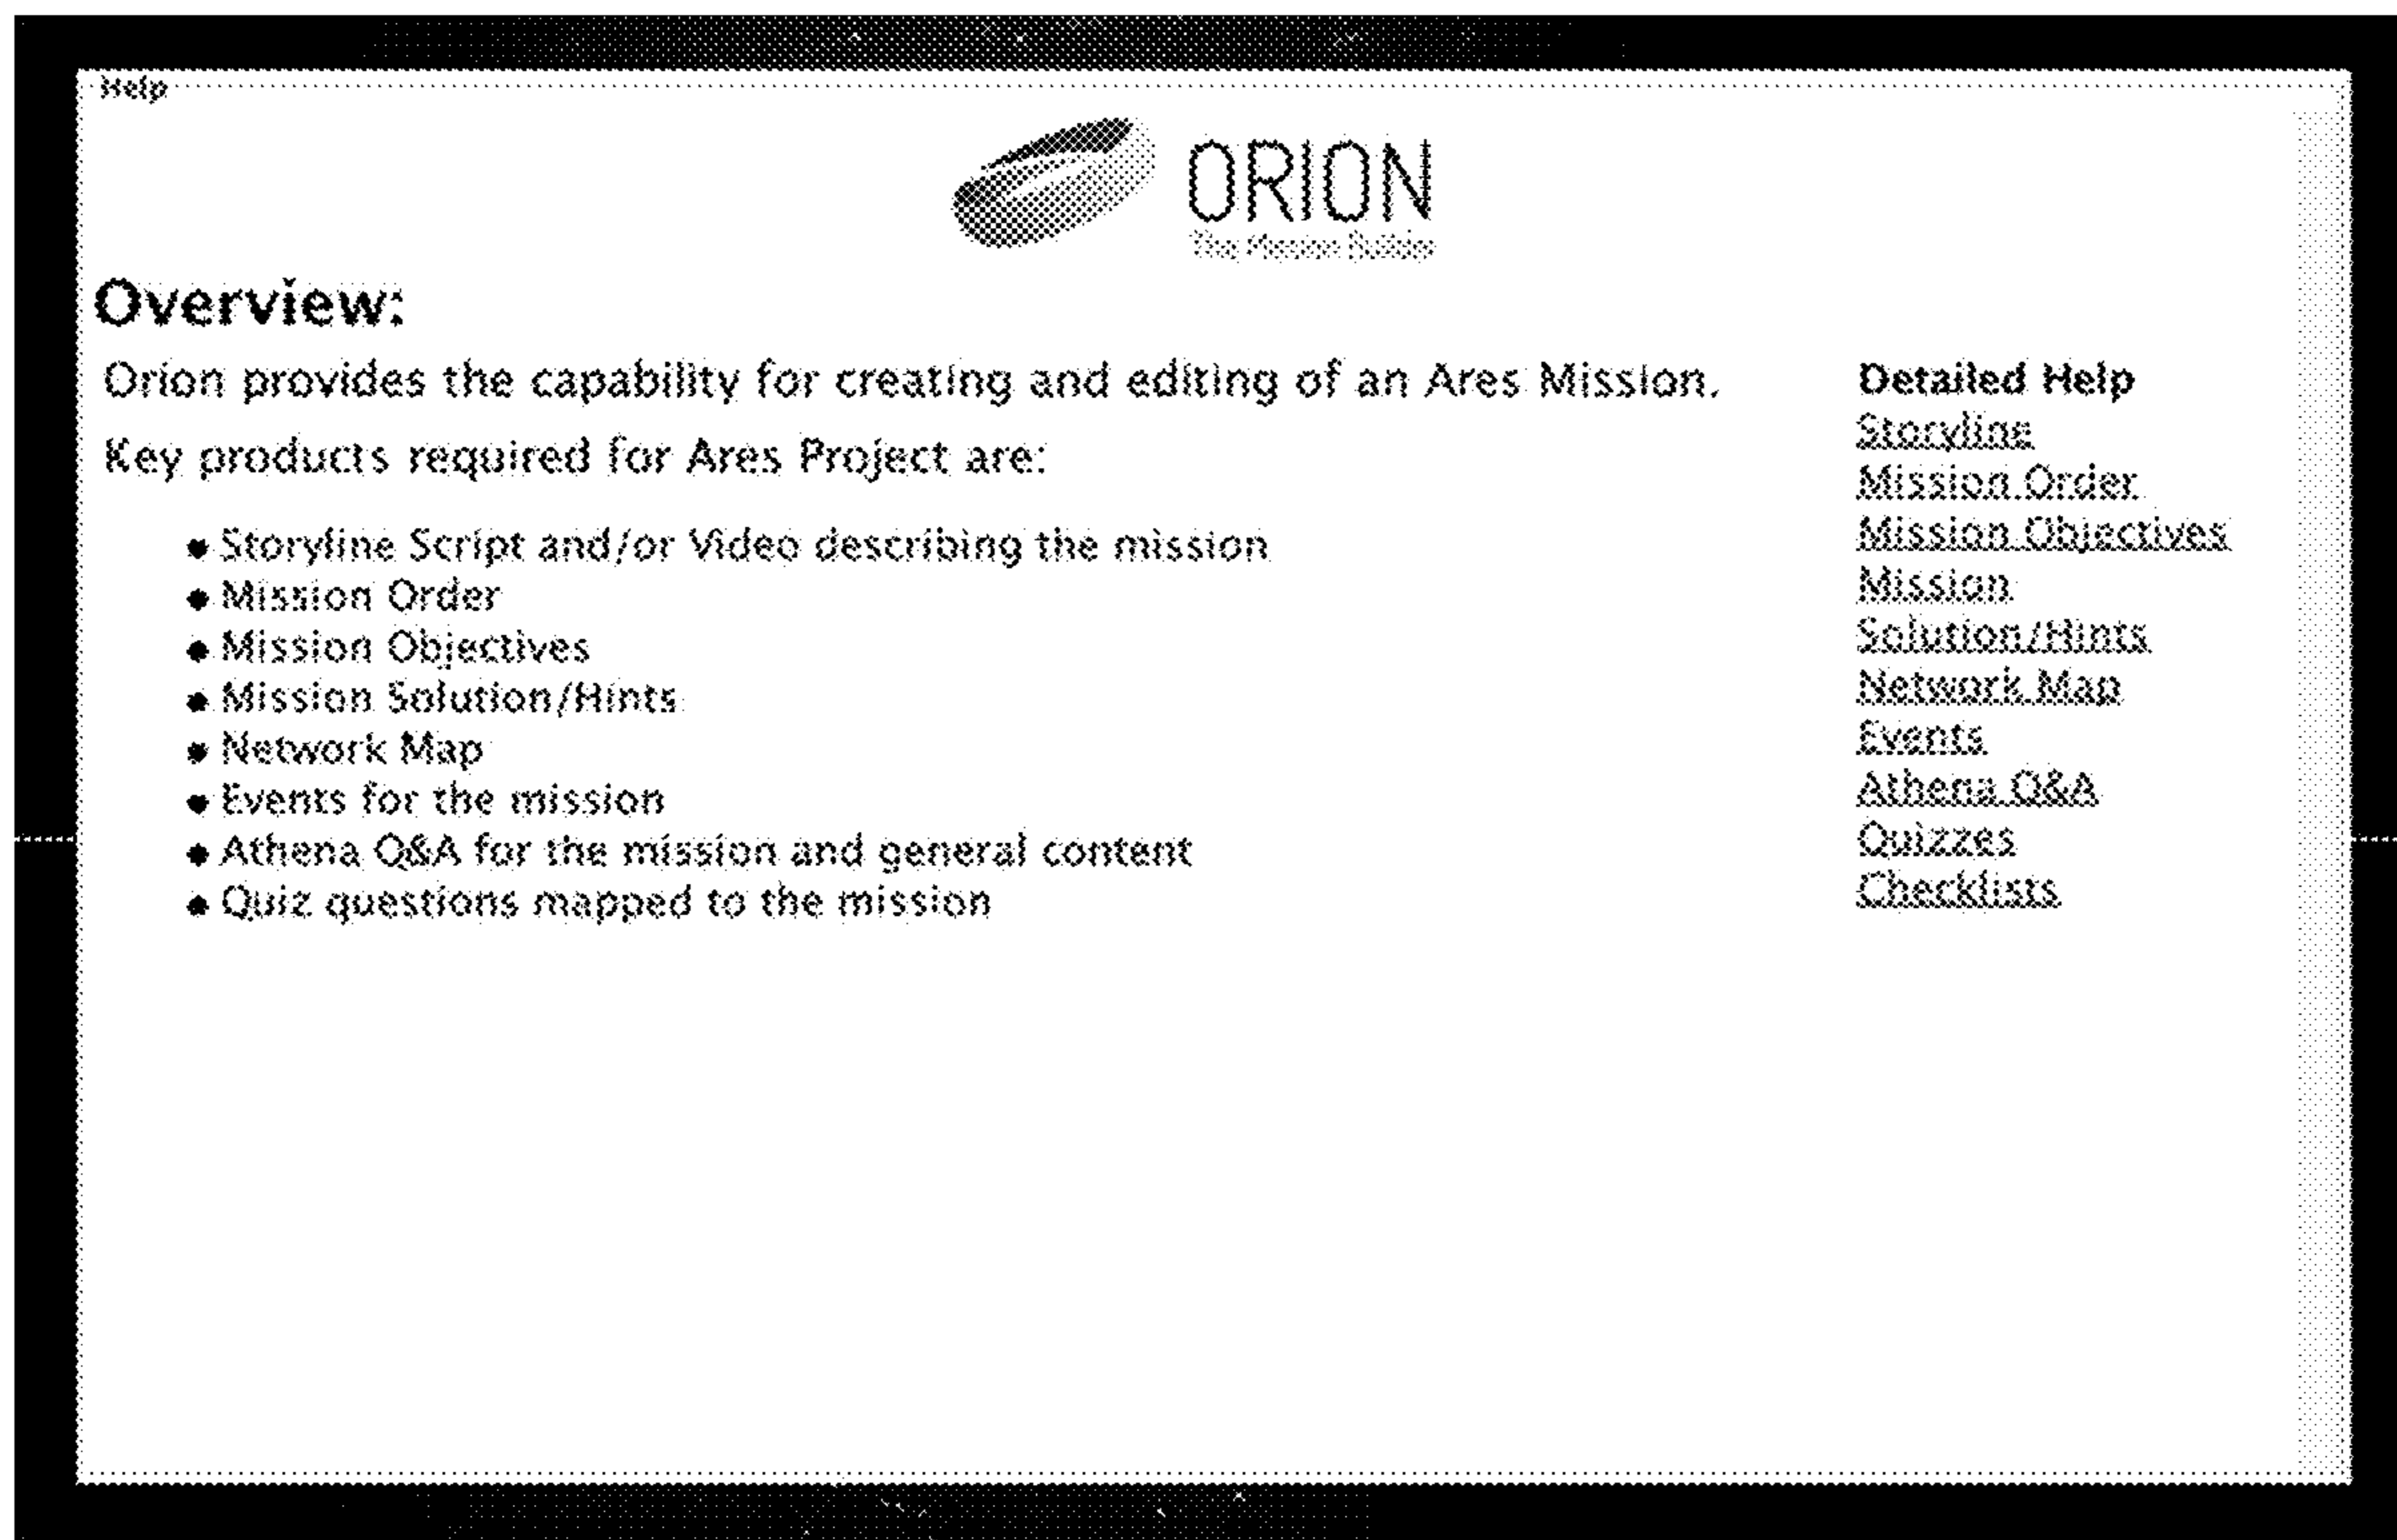 Help
ORION
The Mission Builder
Overview:
Orion provides the capability for creating and editing of an Ares Mission.
Key products required for Ares Project are:
• Storyline Script and/or Video describing the mission
• Mission Order
• Mission Objectives
• Mission Solution/Hints
• Network Map
• Events for the mission
• Athena Q&A for the mission and general content
• Quiz questions mapped to the mission
Detailed Help
Storyline
Mission Order
Mission Objectives
Mission
Solution/Hints
Network Map
Events
Athena Q&A
Quizzes
Checklists